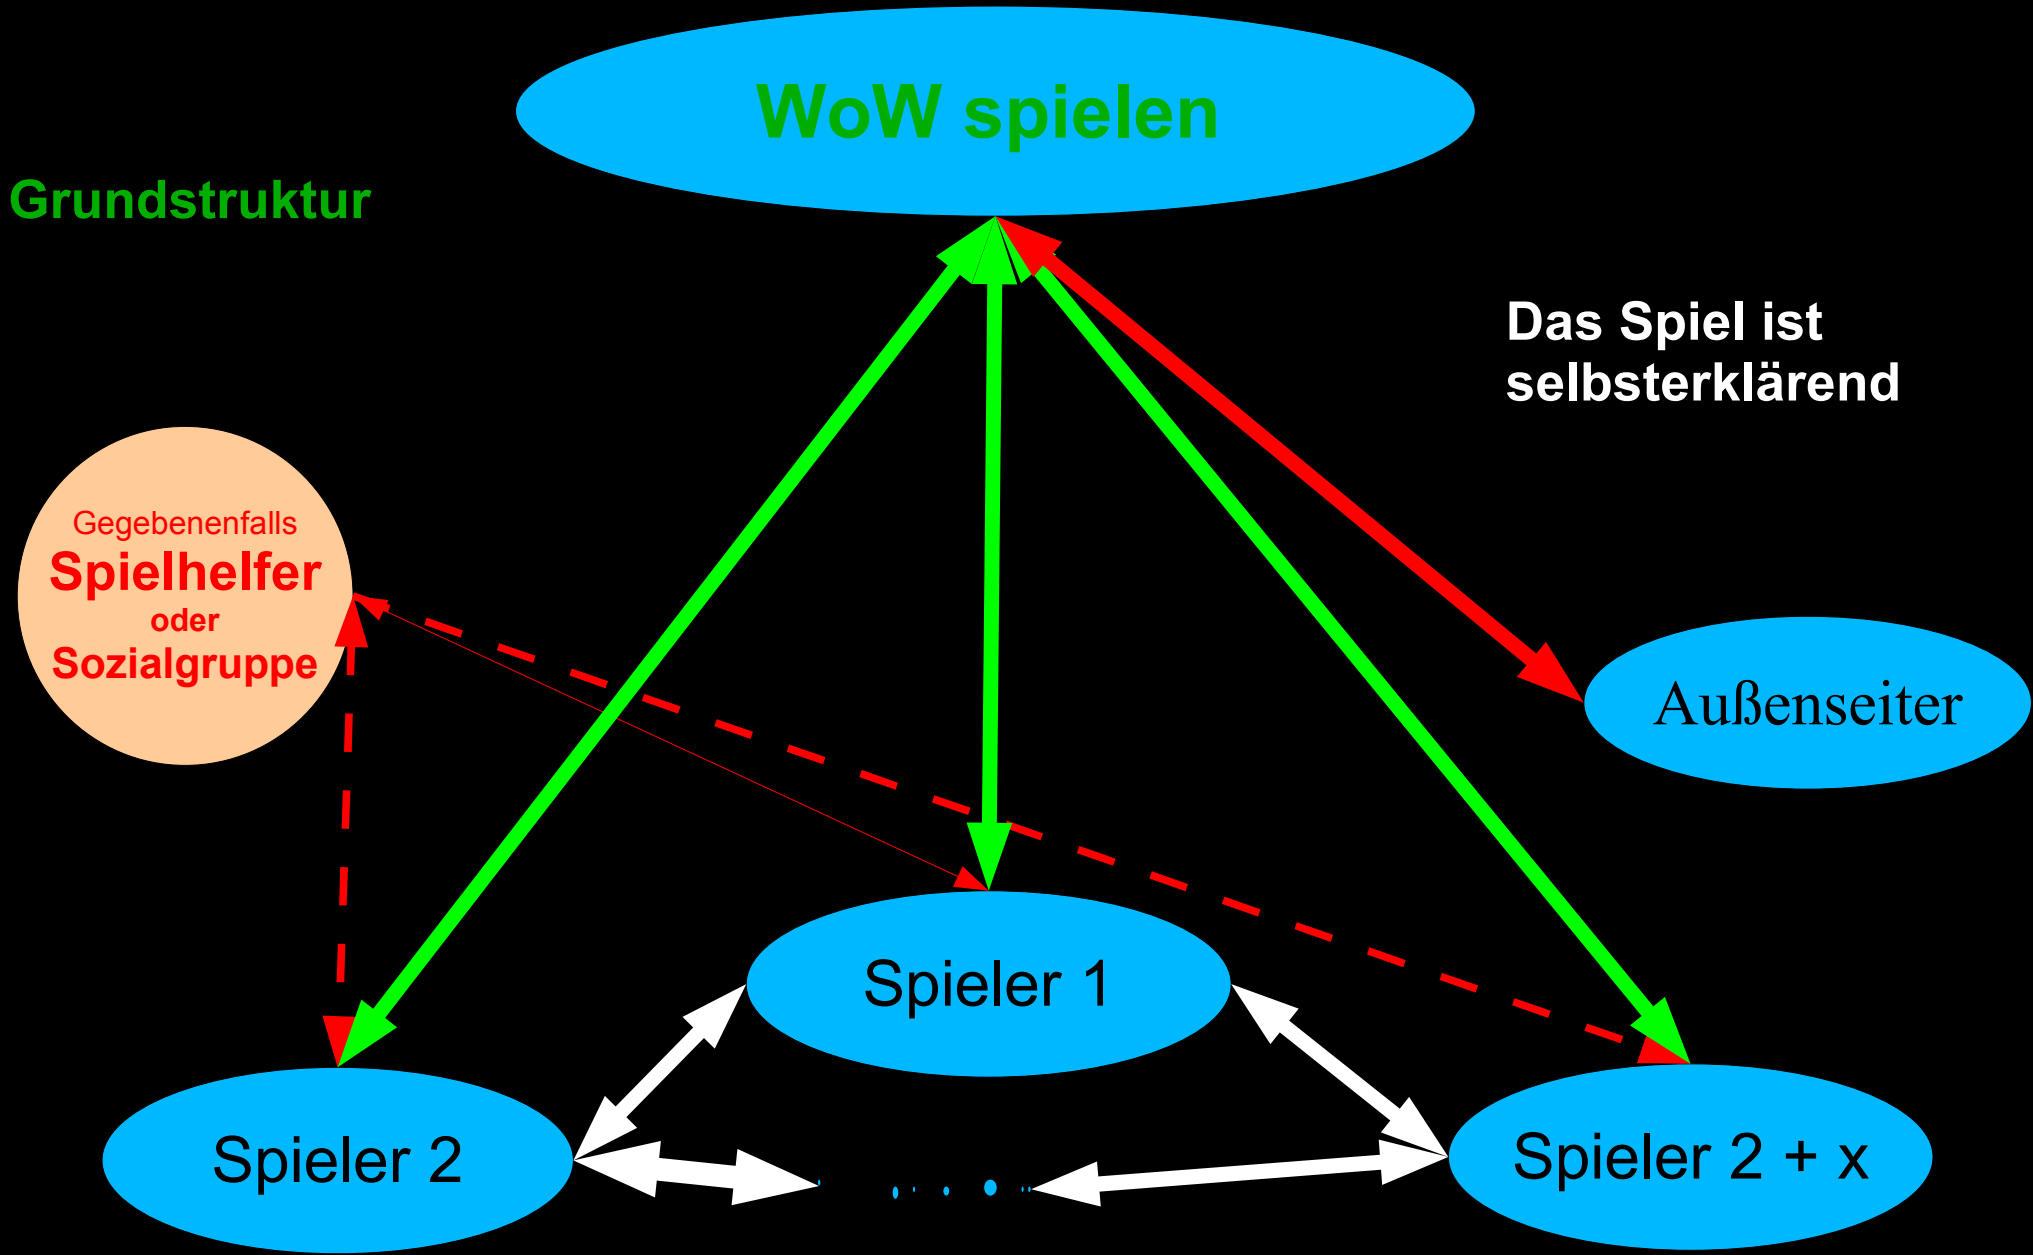 WoW spielen
Grundstruktur
Das Spiel ist
selbsterklärend
Gegebenenfalls
Spielhelfer
oder
Sozialgruppe
Außenseiter
Spieler 1
Spieler 2
Spieler 2 + x